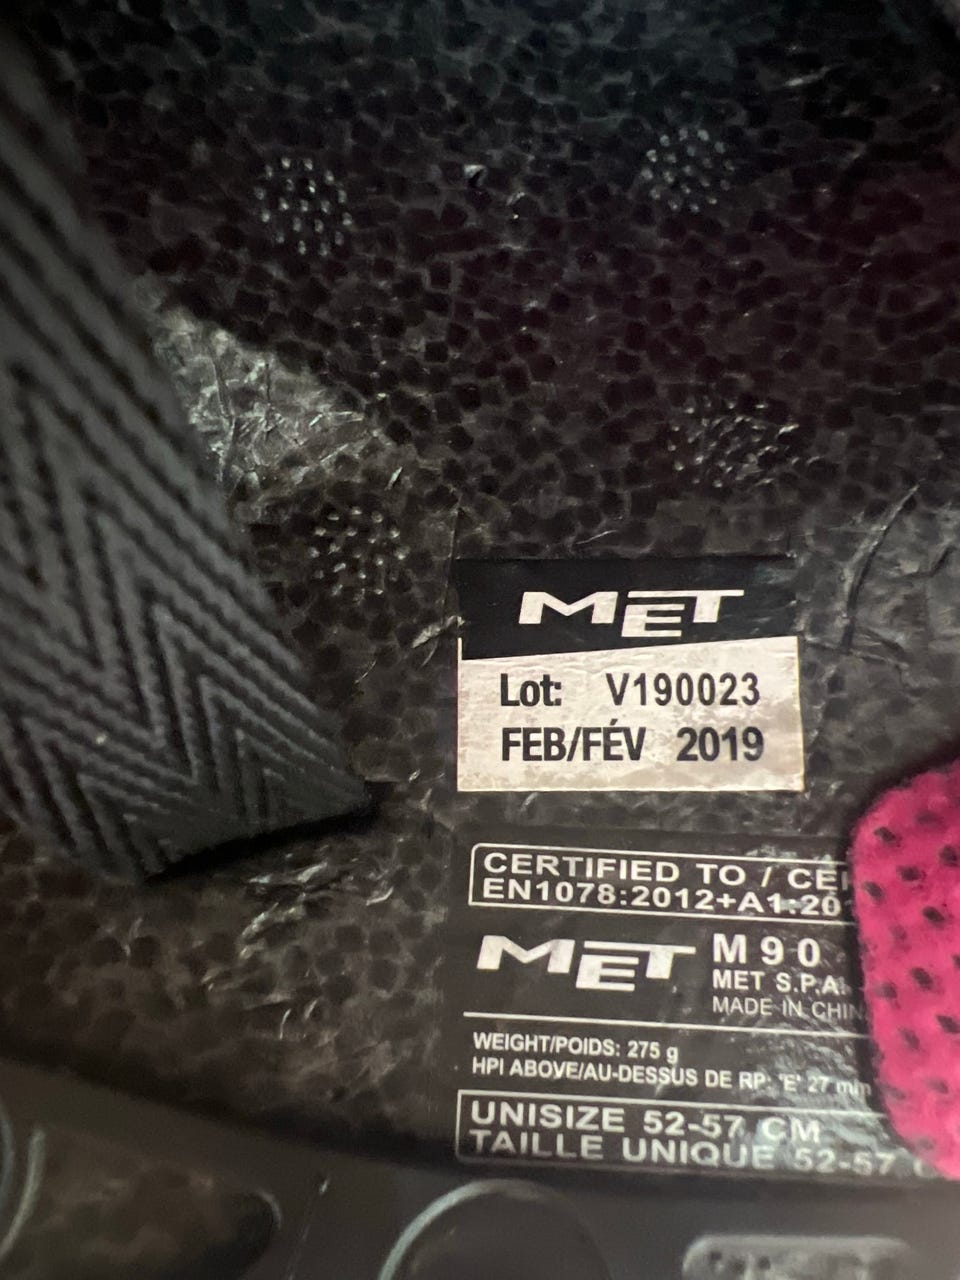 MET
Lot: V190023
FEB/FÉV 2019
CERTIFIED TO /
EN1078:2012+A1:20
MET M90
MET S.P.A.
MADE IN
WEIGHT/POIDS: 275 g
HPI ABOVE/AU-DESSUS DE RP: 'E' 27 mm
UNISIZE 52-57 CM
TAILLE UNIQUE 52-57